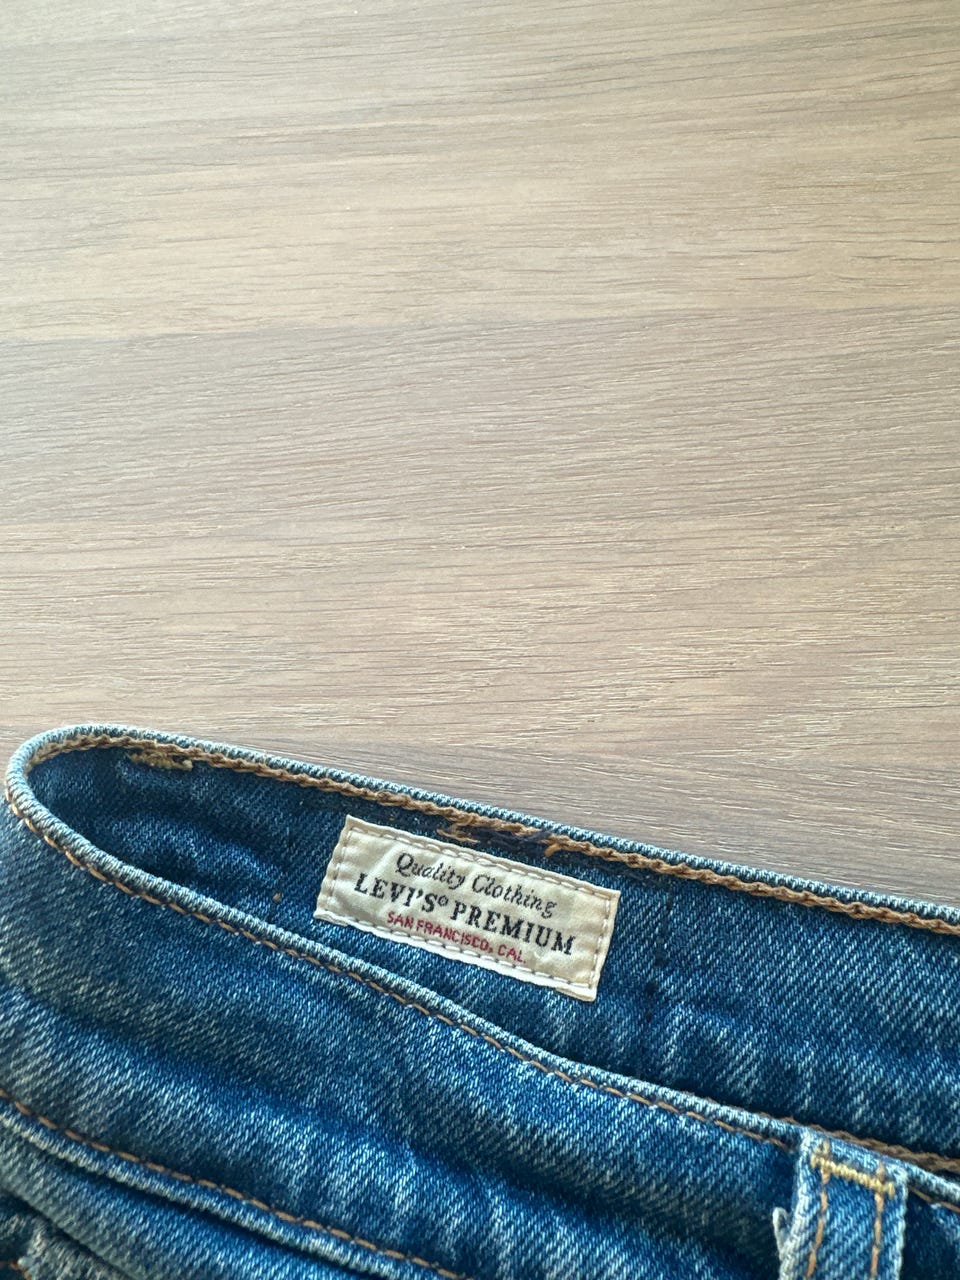 Quality Clothing
LEVI'S® PREMIUM
SAN FRANCISCO, CAL.